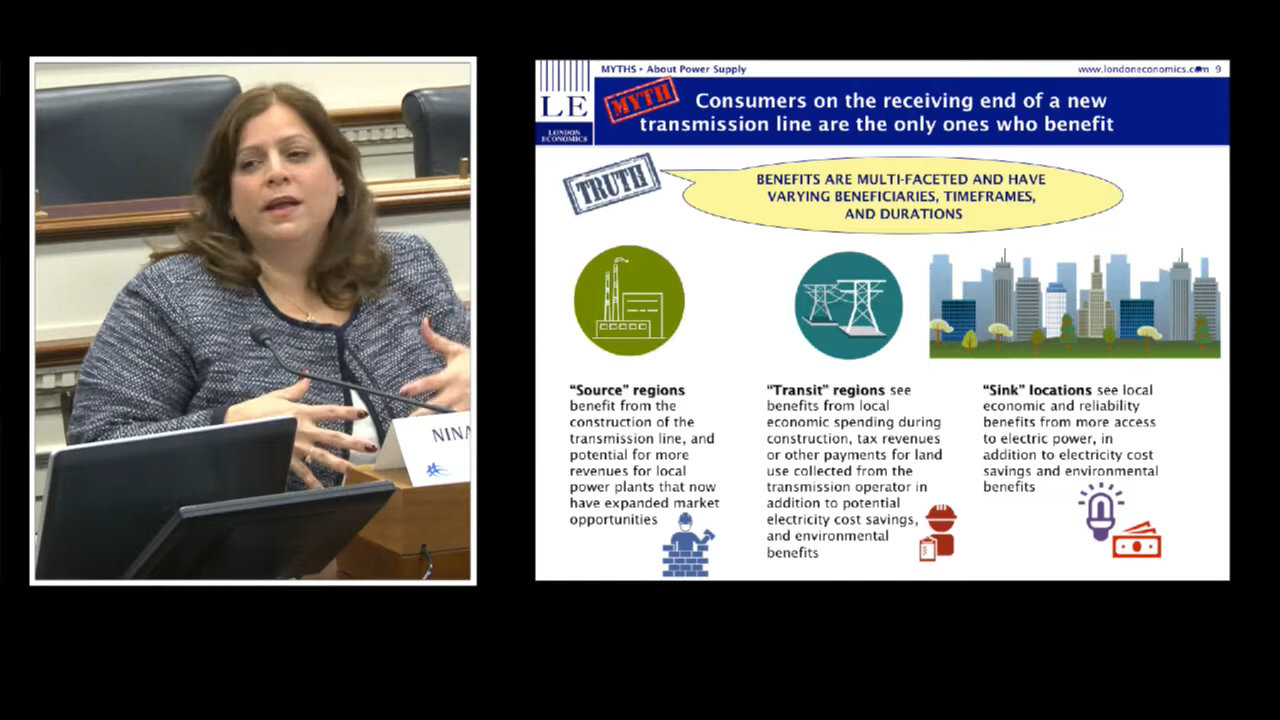 NINA
MYTHS • About Power Supply
www.londoneconomics.com 9
LE
LONDON
ECONOMICS
MYTH
Consumers on the receiving end of a new
transmission line are the only ones who benefit
TRUTH
BENEFITS ARE MULTI-FACETED AND HAVE
VARYING BENEFICIARIES, TIMEFRAMES,
AND DURATIONS
“Source” regions
benefit from the
construction of the
transmission line, and
potential for more
revenues for local
power plants that now
have expanded market
opportunities
“Transit” regions see
benefits from local
economic spending during
construction, tax revenues
or other payments for land
use collected from the
transmission operator in
addition to potential
electricity cost savings,
and environmental
benefits
“Sink” locations see local
economic and reliability
benefits from more access
to electric power, in
addition to electricity cost
savings and environmental
benefits